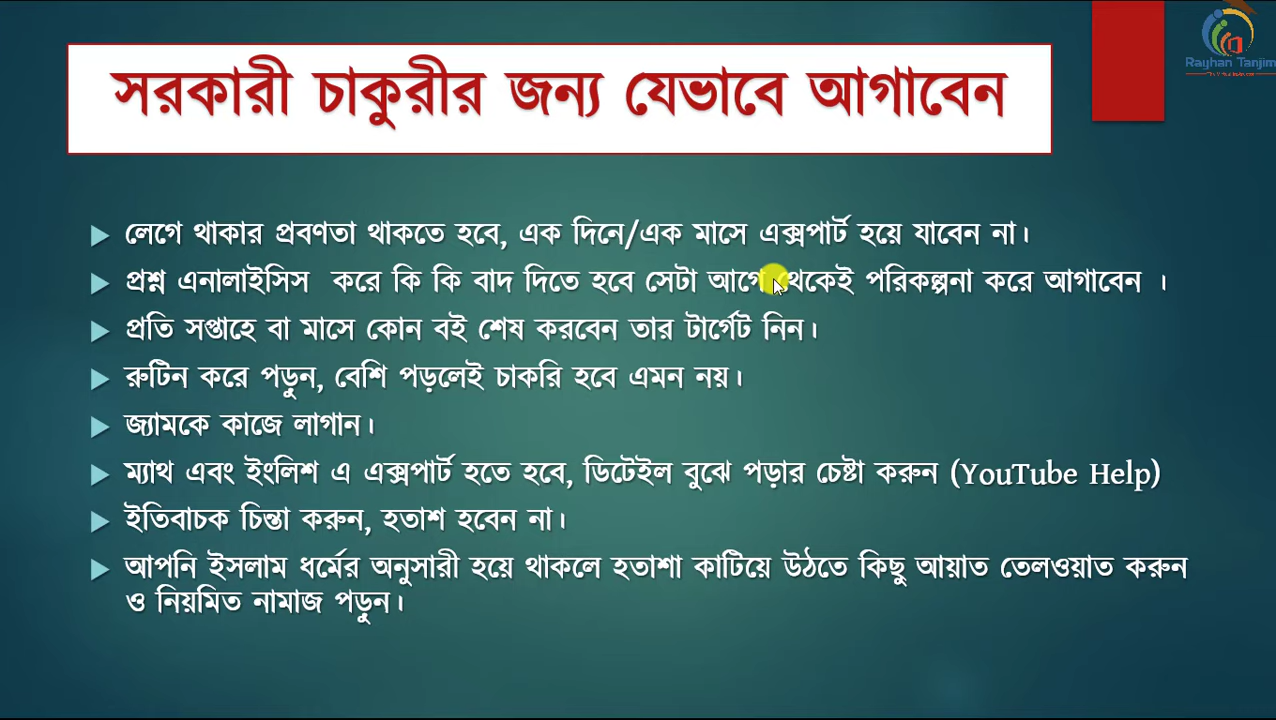 Rayhan Tanjim
সরকারী চাকুরীর জন্য যেভাবে আগাবেন
লেগে থাকার প্রবণতা থাকতে হবে, এক দিনে/এক মাসে এক্সপার্ট হয়ে যাবেন না।
প্রশ্ন এনালাইসিস করে কি কি বাদ দিতে হবে সেটা আগে থেকেই পরিকল্পনা করে আগাবেন ।
প্রতি সপ্তাহে বা মাসে কোন বই শেষ করবেন তার টার্গেট নিন।
রুটিন করে পড়ুন, বেশি পড়লেই চাকরি হবে এমন নয়।
জ্যামকে কাজে লাগান।
ম্যাথ এবং ইংলিশ এ এক্সপার্ট হতে হবে, ডিটেইল বুঝে পড়ার চেষ্টা করুন (YouTube Help)
ইতিবাচক চিন্তা করুন, হতাশ হবেন না।
আপনি ইসলাম ধর্মের অনুসারী হয়ে থাকলে হতাশা কাটিয়ে উঠতে কিছু আয়াত তেলওয়াত করুন
ও নিয়মিত নামাজ পড়ুন।